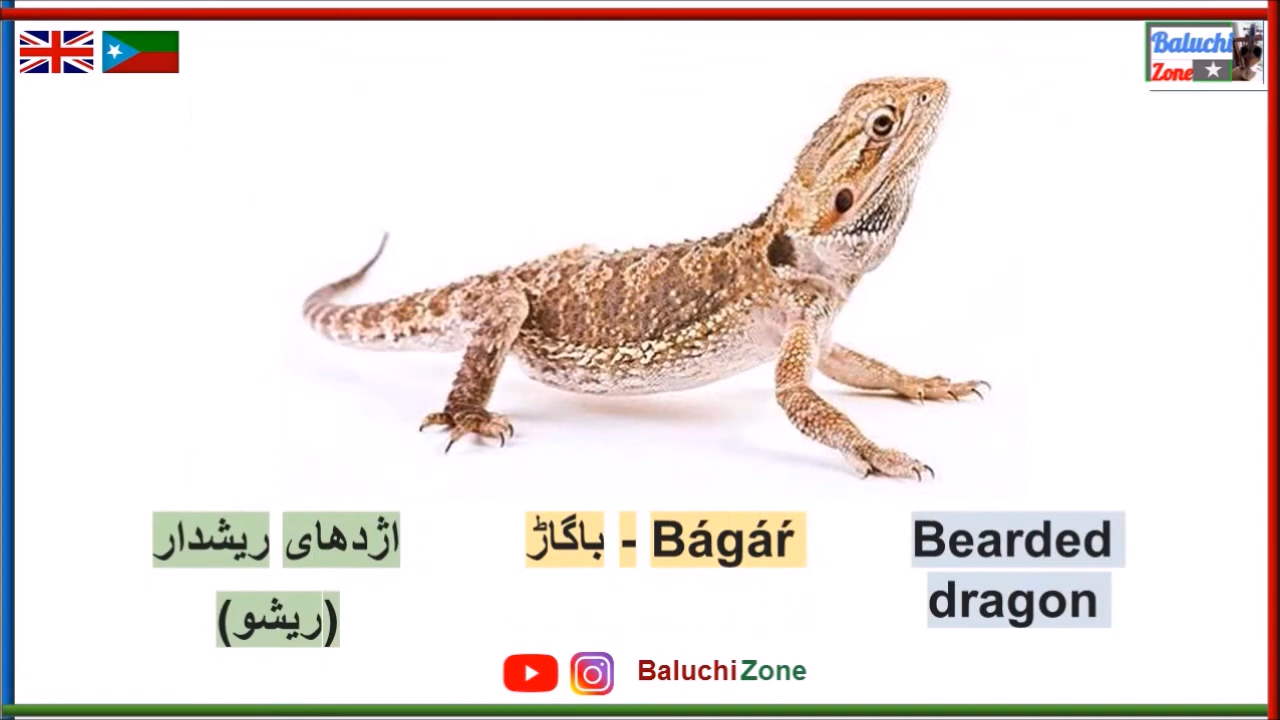 Baluchi
Zone
اژدهای ریشدار
(ریشو)
باگاڑ - Bágáŕ
Bearded
dragon
BaluchiZone